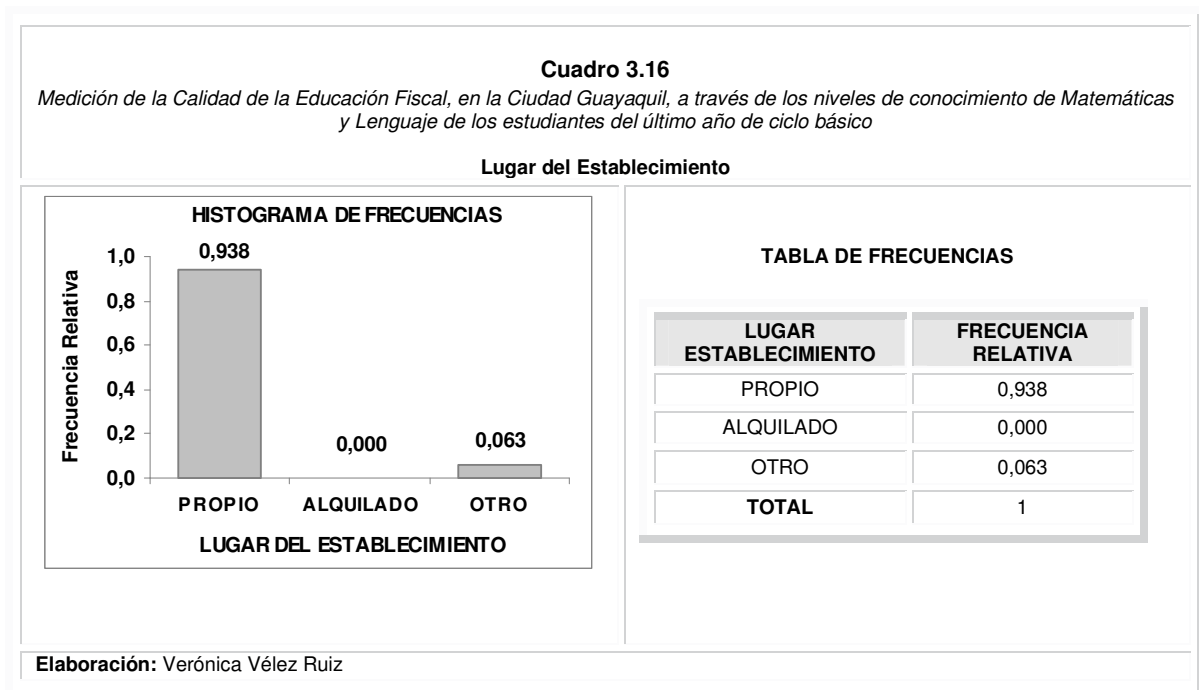 Cuadro 3.16
Medición de la Calidad de la Educación Fiscal, en la Ciudad Guayaquil, a través de los niveles de conocimiento de Matemáticas
y Lenguaje de los estudiantes del último año de ciclo básico
Lugar del Establecimiento
HISTOGRAMA DE FRECUENCIAS
Frecuencia Relativa
1,0
0,8
0,6
0,4
0,2
0,0
0,938
0,000
0,063
PROPIO ALQUILADO OTRO
LUGAR DEL ESTABLECIMIENTO
TABLA DE FRECUENCIAS
LUGAR
ESTABLECIMIENTO
FRECUENCIA
RELATIVA
PROPIO 0,938
ALQUILADO 0,000
OTRO 0,063
TOTAL 1
Elaboración: Verónica Vélez Ruiz